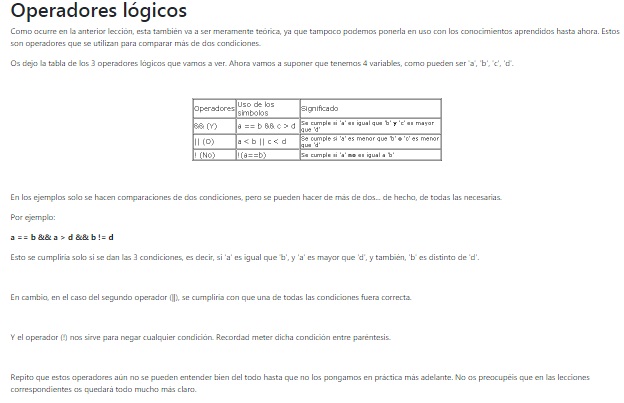 Operadores lógicos
Como ocurre en la anterior lección, esta también va a ser meramente teórica, ya que tampoco podemos ponerla en uso con los conocimientos aprendidos hasta ahora. Estos
son operadores que se utilizan para comparar más de dos condiciones.
Os dejo la tabla de los 3 operadores lógicos que vamos a ver. Ahora vamos a suponer que tenemos 4 variables, como pueden ser 'a', 'b', 'c', 'd'.
Operadores Uso de los símbolos Significado
&& (Y) a == b && c > d Se cumple si 'a' es igual que 'b' y 'c' es mayor que 'd'
|| (O) a < b || c < d Se cumple si 'a' es menor que 'b' o 'c' es menor que 'd'
! (No) !(a==b) Se cumple si 'a' no es igual a 'b'
En los ejemplos solo se hacen comparaciones de dos condiciones, pero se pueden hacer de más de dos... de hecho, de todas las necesarias.
Por ejemplo:
a == b && a > d && b != d
Esto se cumpliría solo si se dan las 3 condiciones, es decir, si 'a' es igual que 'b', y 'a' es mayor que 'd', y también, 'b' es distinto de 'd'.
En cambio, en el caso del segundo operador (||), se cumpliría con que una de todas las condiciones fuera correcta.
Y el operador (!) nos sirve para negar cualquier condición. Recordad meter dicha condición entre paréntesis.
Repito que estos operadores aún no se pueden entender bien del todo hasta que no los pongamos en práctica más adelante. No os preocupéis que en las lecciones
correspondientes os quedará todo mucho más claro.